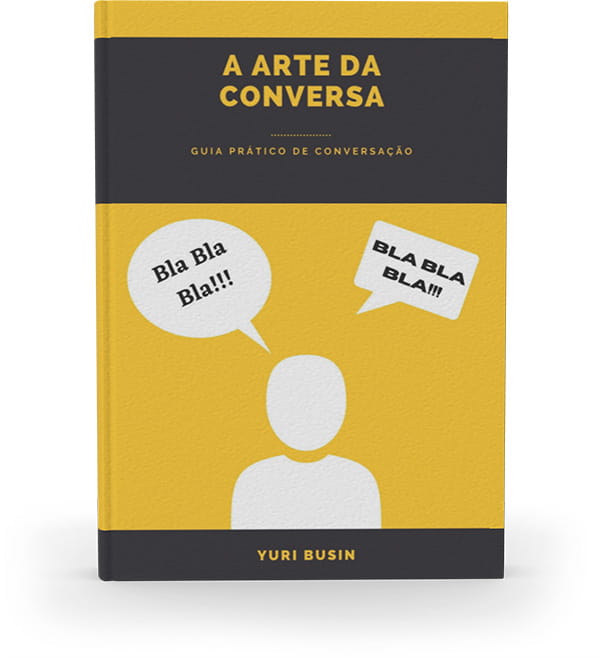 A ARTE DA
CONVERSA
GUIA PRÁTICO DE CONVERSAÇÃO
Bla Bla
Bla!!!
BLA BLA
BLA!!!
YURI BUSIN